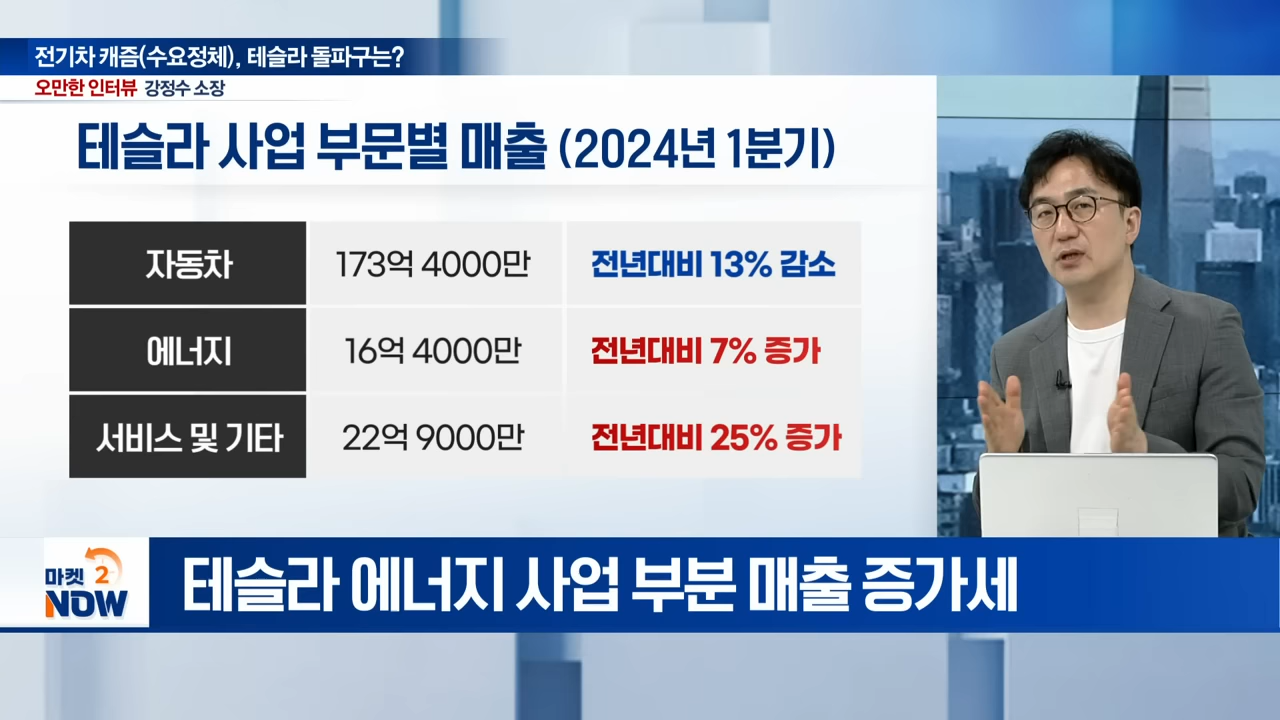 전기차 캐즘(수요정체), 테슬라 돌파구는?
오만한 인터뷰 강정수 소장
테슬라 사업 부문별 매출 (2024년 1분기)
자동차 173억 4000만 전년대비 13% 감소
에너지 16억 4000만 전년대비 7% 증가
서비스 및 기타 22억 9000만 전년대비 25% 증가
마켓 2
NOW
테슬라 에너지 사업 부분 매출 증가세